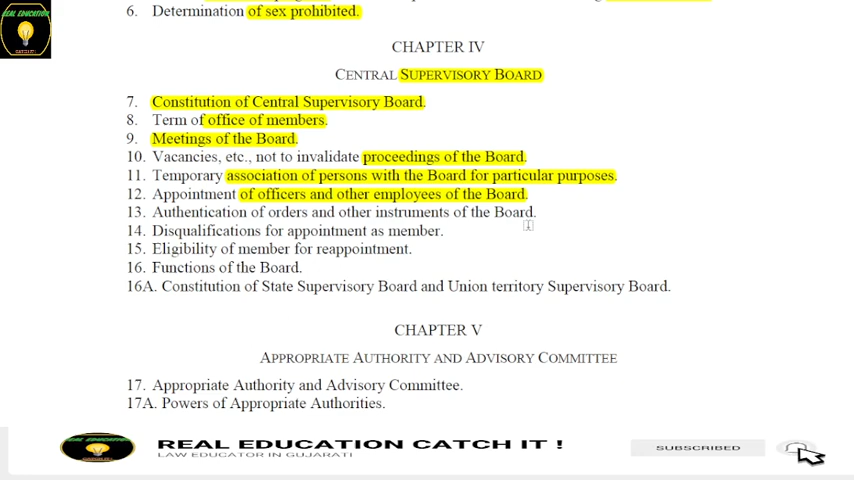 REAL EDUCATION
6. Determination of sex prohibited.
CHAPTER IV
CENTRAL SUPERVISORY BOARD
7. Constitution of Central Supervisory Board.
8. Term of office of members.
9. Meetings of the Board.
10. Vacancies, etc., not to invalidate proceedings of the Board.
11. Temporary association of persons with the Board for particular purposes.
12. Appointment of officers and other employees of the Board.
13. Authentication of orders and other instruments of the Board.
14. Disqualifications for appointment as member.
15. Eligibility of member for reappointment.
16. Functions of the Board.
16A. Constitution of State Supervisory Board and Union territory Supervisory Board.
CHAPTER V
APPROPRIATE AUTHORITY AND ADVISORY COMMITTEE
17. Appropriate Authority and Advisory Committee.
17A. Powers of Appropriate Authorities.
REAL EDUCATION
REAL EDUCATION CATCH IT !
LAW EDUCATOR IN GUJARATI
SUBSCRIBED